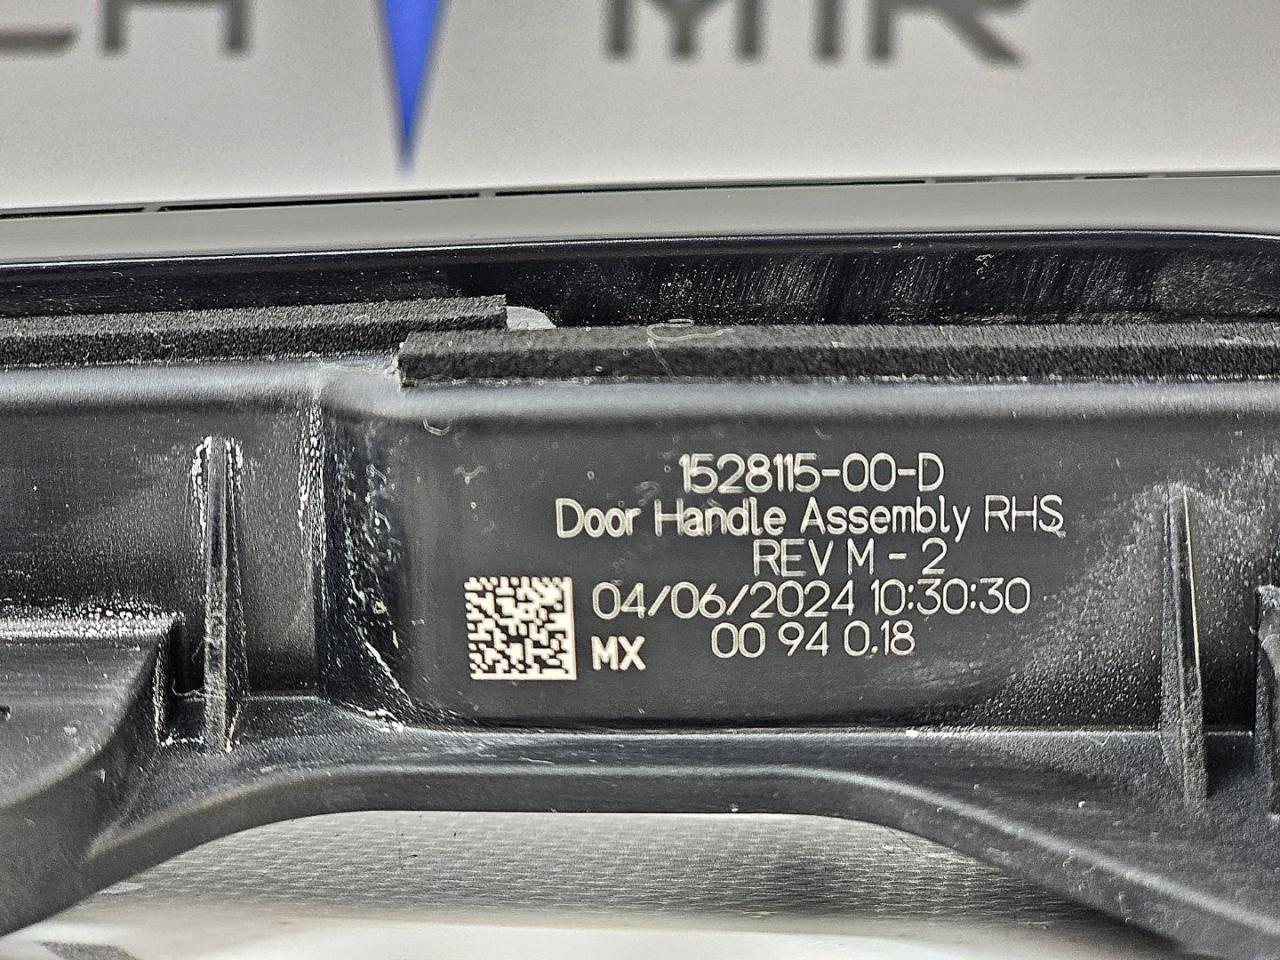 MIR
1528115-00-D
Door Handle Assembly RHS
REV M - 2
04/06/2024 10:30:30
MX 00 94 0.18